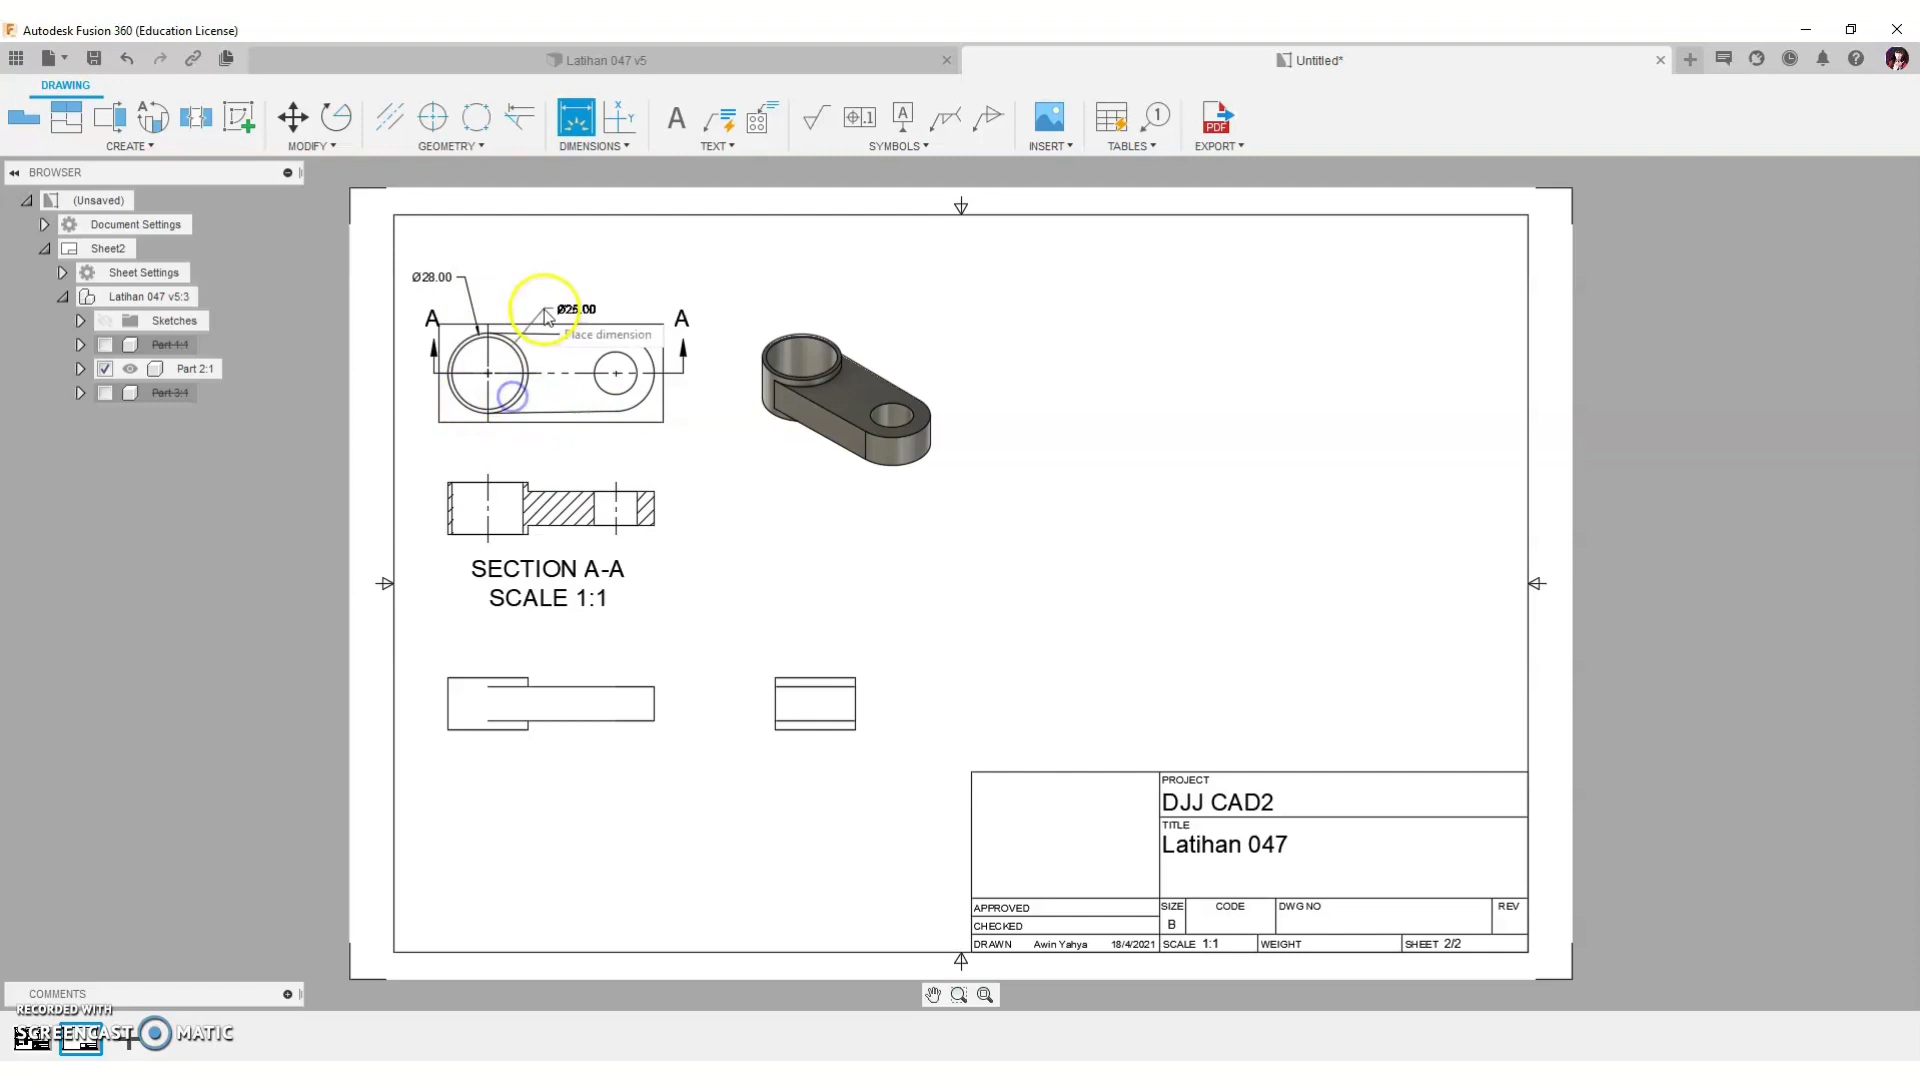 Autodesk Fusion 360 (Education License)
Latihan 047 v5
Untitled*
DRAWING
CREATE
MODIFY
GEOMETRY
DIMENSIONS
TEXT
SYMBOLS
INSERT
TABLES
EXPORT
PDF
BROWSER
(Unsaved)
Document Settings
Sheet2
Sheet Settings
Latihan 047 v5:3
Sketches
Part 1:1
Part 2:1
Part 3:1
Ø28.00
A
A
Place dimension
SECTION A-A
SCALE 1:1
PROJECT
DJJ CAD2
TITLE
Latihan 047
APPROVED
CHECKED
DRAWN Awin Yahya 18/4/2021
SIZE
B
CODE
DWG NO
REV
SCALE 1:1
WEIGHT
SHEET 2/2
COMMENTS
RECORDED WITH
SCREENCAST MATIC